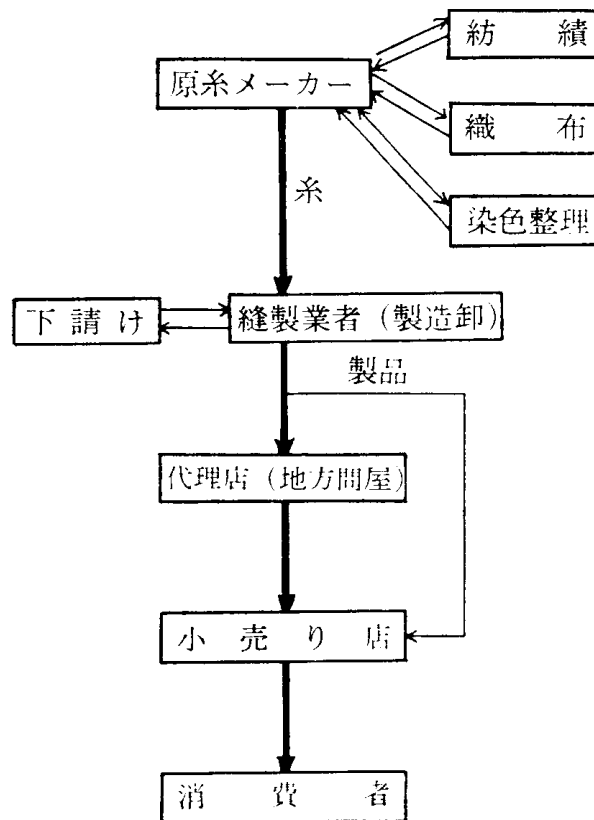 紡績
原糸メーカー
織布
糸
染色整理
下請け
縫製業者（製造卸）
製品
代理店（地方問屋）
小売り店
消費者